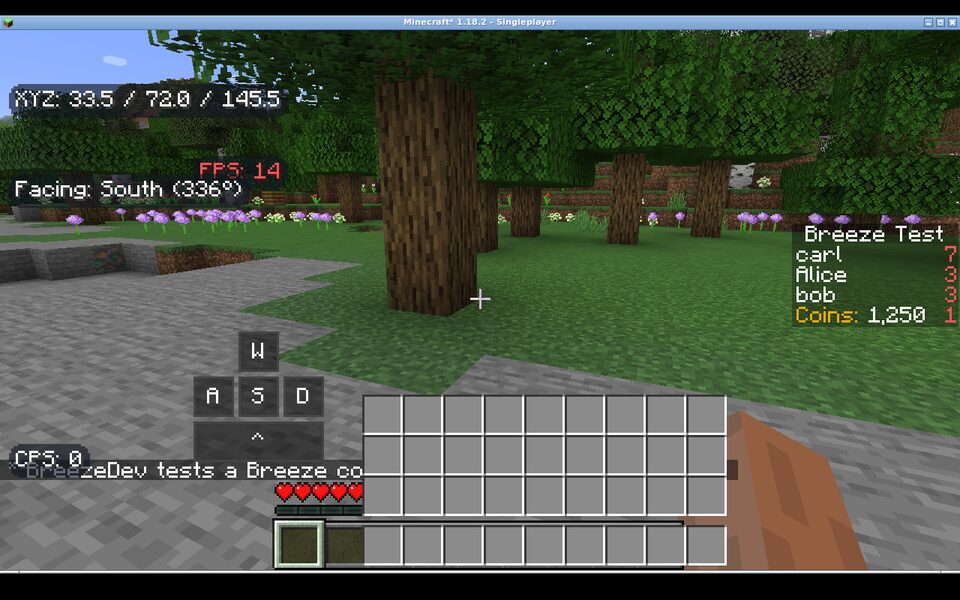 Minecraft* 1.18.2 - Singleplayer
XYZ: 33.5 / 72.0 / 145.5
FPS: 14
Facing: South (336°)
Breeze Test
carl 7
Alice 3
bob 3
Coins: 1,250 1
W
A S D
^
CPS: 0
BreezeDev tests a Breeze co